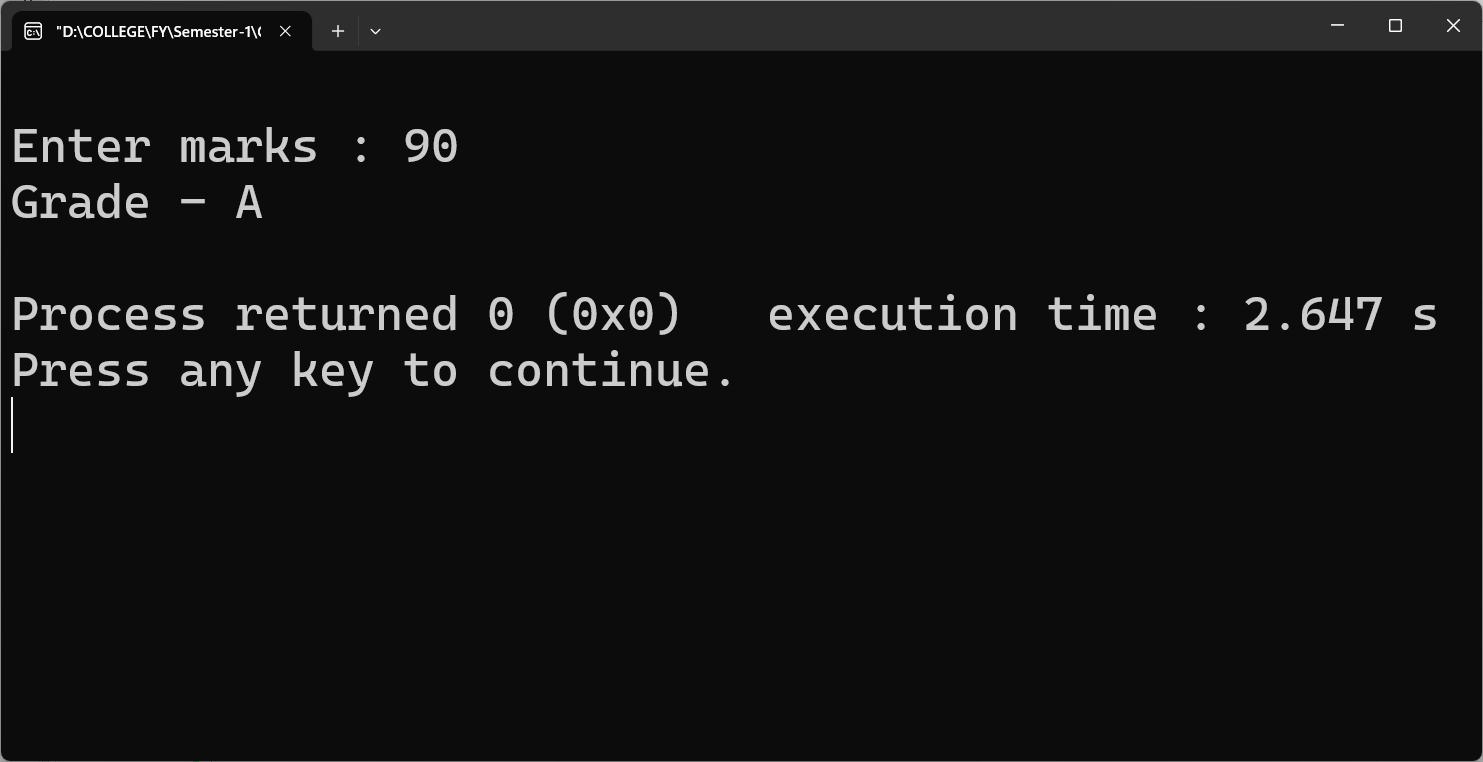 "D:\COLLEGE\FY\Semester-1\
Enter marks : 90
Grade - A
Process returned 0 (0x0)   execution time : 2.647 s
Press any key to continue.